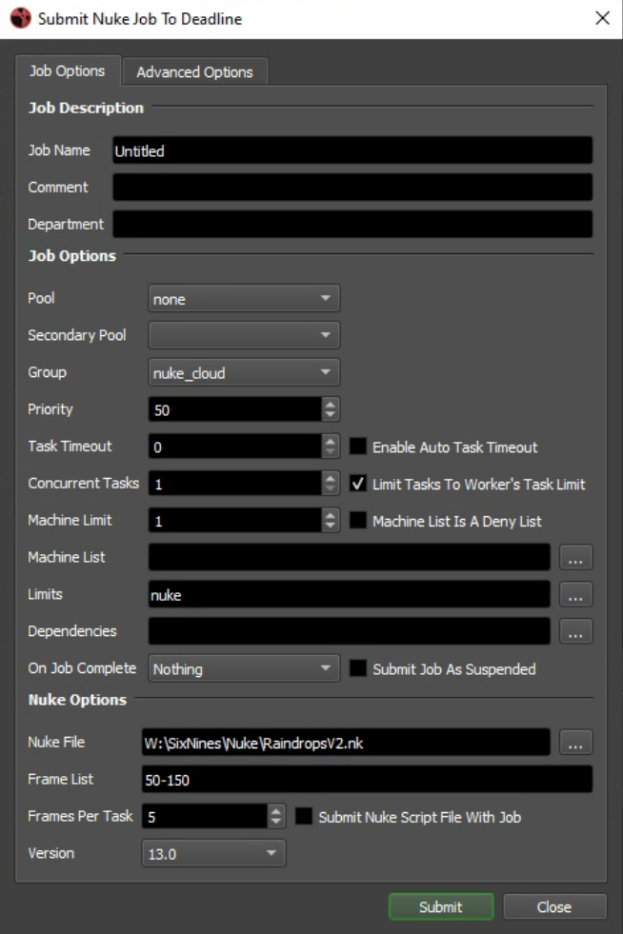 Submit Nuke Job To Deadline
Job Options Advanced Options
Job Description
Job Name Untitled
Comment
Department
Job Options
Pool none
Secondary Pool
Group nuke_cloud
Priority 50
Task Timeout 0 Enable Auto Task Timeout
Concurrent Tasks 1 Limit Tasks To Worker's Task Limit
Machine Limit 1 Machine List Is A Deny List
Machine List ...
Limits nuke ...
Dependencies ...
On Job Complete Nothing Submit Job As Suspended
Nuke Options
Nuke File W:\SixNines\Nuke\RaindropsV2.nk ...
Frame List 50-150
Frames Per Task 5 Submit Nuke Script File With Job
Version 13.0
Submit Close